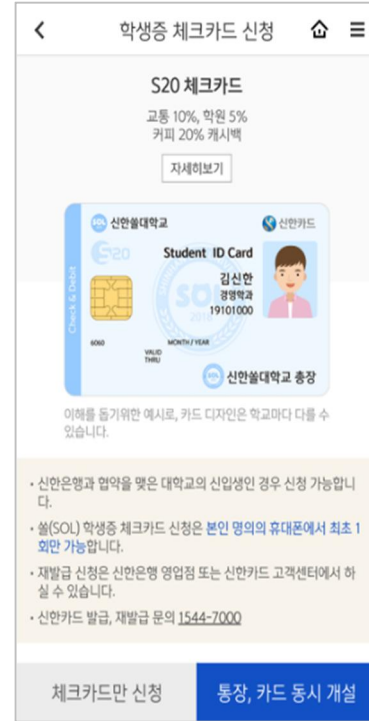 학생증 체크카드 신청
S20 체크카드
교통 10%, 학원 5%
커피 20% 캐시백
자세히보기
SOL 신한쏠대학교
신한카드
S20
Student ID Card
Check & Debit
김신한
경영학과
19101000
6060
MONTH / YEAR
VALID
THRU
신한쏠대학교 총장
이해를 돕기위한 예시로, 카드 디자인은 학교마다 다를 수
있습니다.
• 신한은행과 협약을 맺은 대학교의 신입생인 경우 신청 가능합니
다.
• 쏠(SOL) 학생증 체크카드 신청은 본인 명의의 휴대폰에서 최초 1
회만 가능합니다.
• 재발급 신청은 신한은행 영업점 또는 신한카드 고객센터에서 하
실 수 있습니다.
• 신한카드 발급, 재발급 문의 1544-7000
체크카드만 신청
통장, 카드 동시 개설